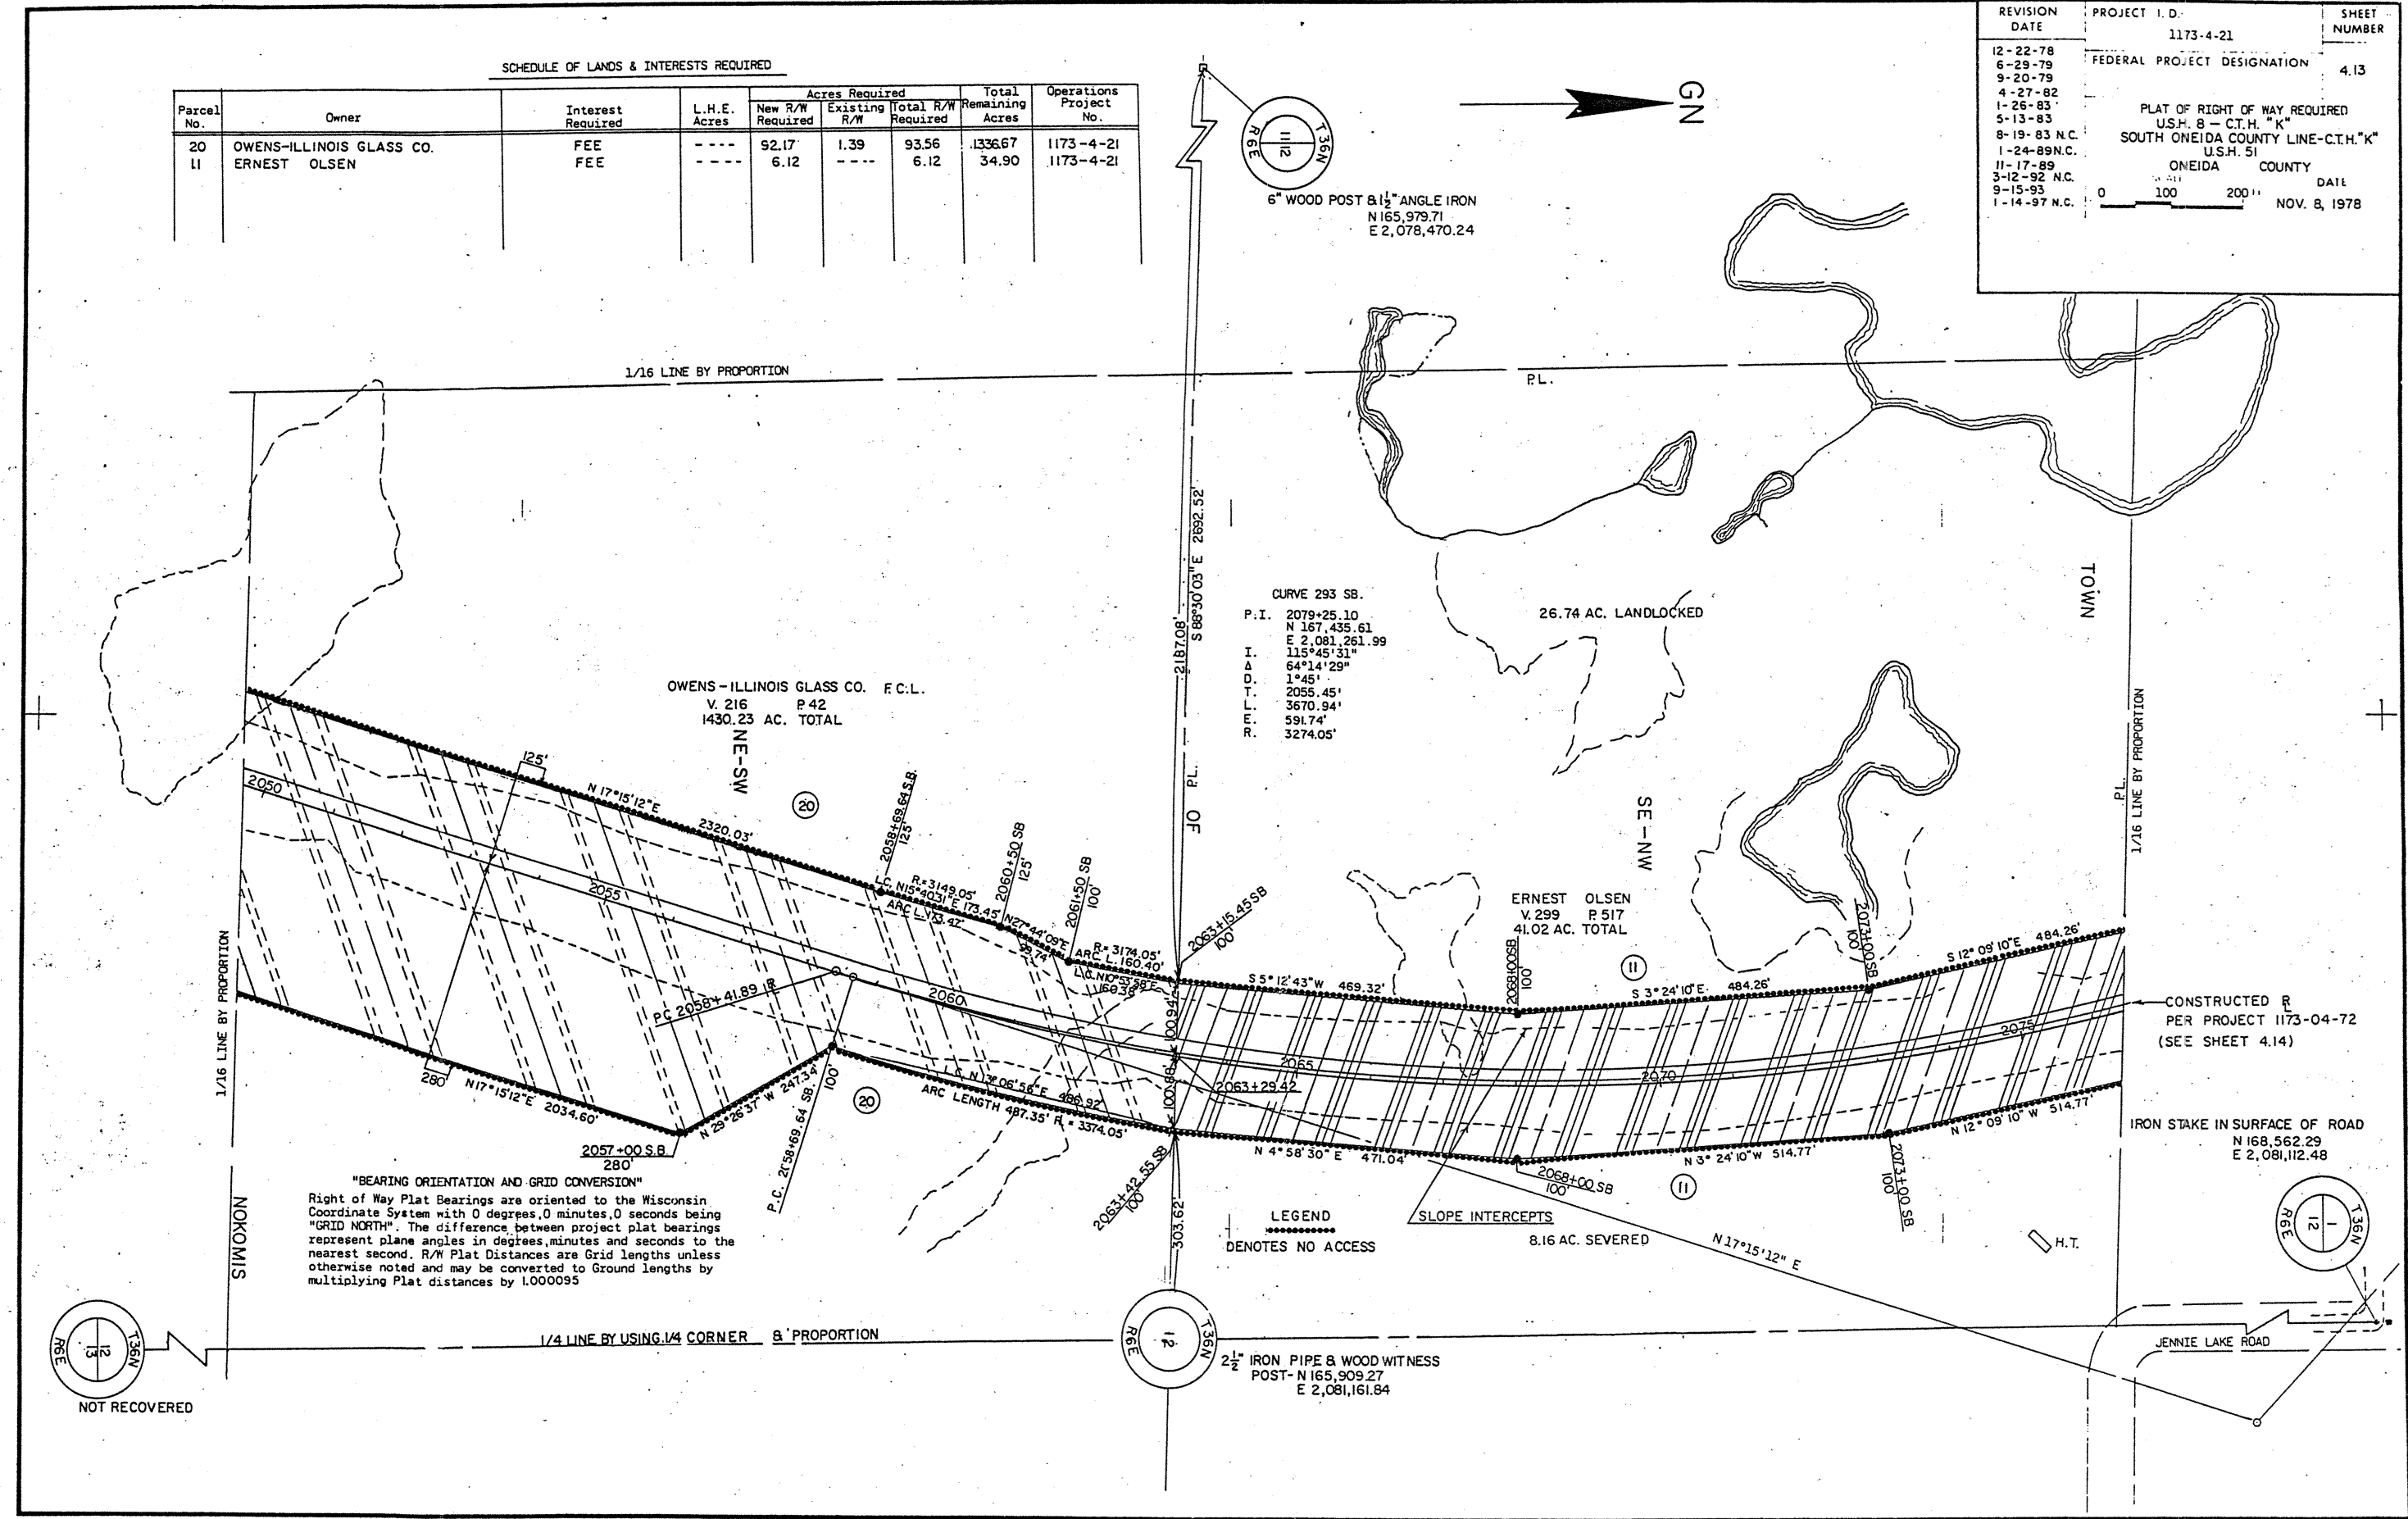 SCHEDULE OF LANDS & INTERESTS REQUIRED
Parcel No. Owner Interest Required L.H.E. Acres Acres Required New R/W Required Existing R/W Total R/W Required Total Remaining Acres Operations Project No.
20 OWENS-ILLINOIS GLASS CO. FEE ---- 92.17 1.39 93.56 1336.67 1173-4-21
11 ERNEST OLSEN FEE ---- 6.12 ---- 6.12 34.90 1173-4-21
REVISION DATE
12-22-78
6-29-79
9-20-79
4-27-82
1-26-83
5-13-83
8-19-83 N.C.
1-24-89 N.C.
11-17-89
3-12-92 N.C.
9-15-93
1-14-97 N.C.
PROJECT I.D.
1173-4-21
FEDERAL PROJECT DESIGNATION
SHEET NUMBER
4.13
PLAT OF RIGHT OF WAY REQUIRED
U.S.H. 8 — C.T.H. "K"
SOUTH ONEIDA COUNTY LINE-C.T.H."K"
U.S.H. 51
ONEIDA COUNTY
DATE
0 100 200
NOV. 8, 1978
GN
T36N
11 12
R6E
6" WOOD POST & 1½" ANGLE IRON
N 165,979.71
E 2,078,470.24
1/16 LINE BY PROPORTION
P.L.
S 88°30'03" E 2692.52'
2187.08'
P.L.
OF
TOWN
CURVE 293 SB.
P.I. 2079+25.10
N 167,435.61
E 2,081,261.99
I. 115°45'31"
Δ 64°14'29"
D. 1°45'
T. 2055.45'
L. 3670.94'
E. 591.74'
R. 3274.05'
26.74 AC. LANDLOCKED
OWENS-ILLINOIS GLASS CO. F.C.L.
V. 216 P. 42
1430.23 AC. TOTAL
NE-SW
20
SE-NW
ERNEST OLSEN
V. 299 P. 517
41.02 AC. TOTAL
11
P.L.
1/16 LINE BY PROPORTION
125'
N 17°15'12" E
2320.03'
2058+69.64 S.B.
125'
R.=3149.05'
L.C. N15°40'31"E 173.45'
ARC L. 173.47'
2060+50 SB
125'
N27°44'09"E
99.74'
2061+50 SB
100'
R.= 3174.05'
ARC L. 160.40'
L.C. N10°53'58"E
160.38'
2063+15.45 SB
100'
S 5°12'43"W 469.32'
2068+00SB
100'
S 3°24'10"E 484.26'
2073+00 SB
100'
S 12°09'10"E 484.26'
2050
2055
2060
2065
2070
2075
PC 2058+41.89
100.94'
100.88'
2063+29.42
CONSTRUCTED R
L
PER PROJECT 1173-04-72
(SEE SHEET 4.14)
1/16 LINE BY PROPORTION
280'
N17°15'12"E 2034.60'
2057+00 S.B.
280'
N 29°26'37" W 247.34'
P.C. 2058+69.64 SB.
100'
20
L.C. N 13°06'56"E 486.92'
ARC LENGTH 487.35' R = 3374.05'
2063+42.55 SB
100'
303.62'
N 4°58'30" E 471.04'
2068+00 SB
100'
N 3°24'10"W 514.77'
11
2073+00 SB
100'
N 12°09'10" W 514.77'
IRON STAKE IN SURFACE OF ROAD
N 168,562.29
E 2,081,112.48
T36N
1 12
R6E
"BEARING ORIENTATION AND GRID CONVERSION"
Right of Way Plat Bearings are oriented to the Wisconsin
Coordinate System with 0 degrees,0 minutes,0 seconds being
"GRID NORTH". The difference between project plat bearings
represent plane angles in degrees,minutes and seconds to the
nearest second. R/W Plat Distances are Grid lengths unless
otherwise noted and may be converted to Ground lengths by
multiplying Plat distances by 1.000095
NOKOMIS
LEGEND
DENOTES NO ACCESS
SLOPE INTERCEPTS
8.16 AC. SEVERED
N 17°15'12" E
H.T.
JENNIE LAKE ROAD
T36N
12 13
R6E
NOT RECOVERED
1/4 LINE BY USING 1/4 CORNER & PROPORTION
T36N
12
R6E
2½" IRON PIPE & WOOD WITNESS
POST- N 165,909.27
E 2,081,161.84